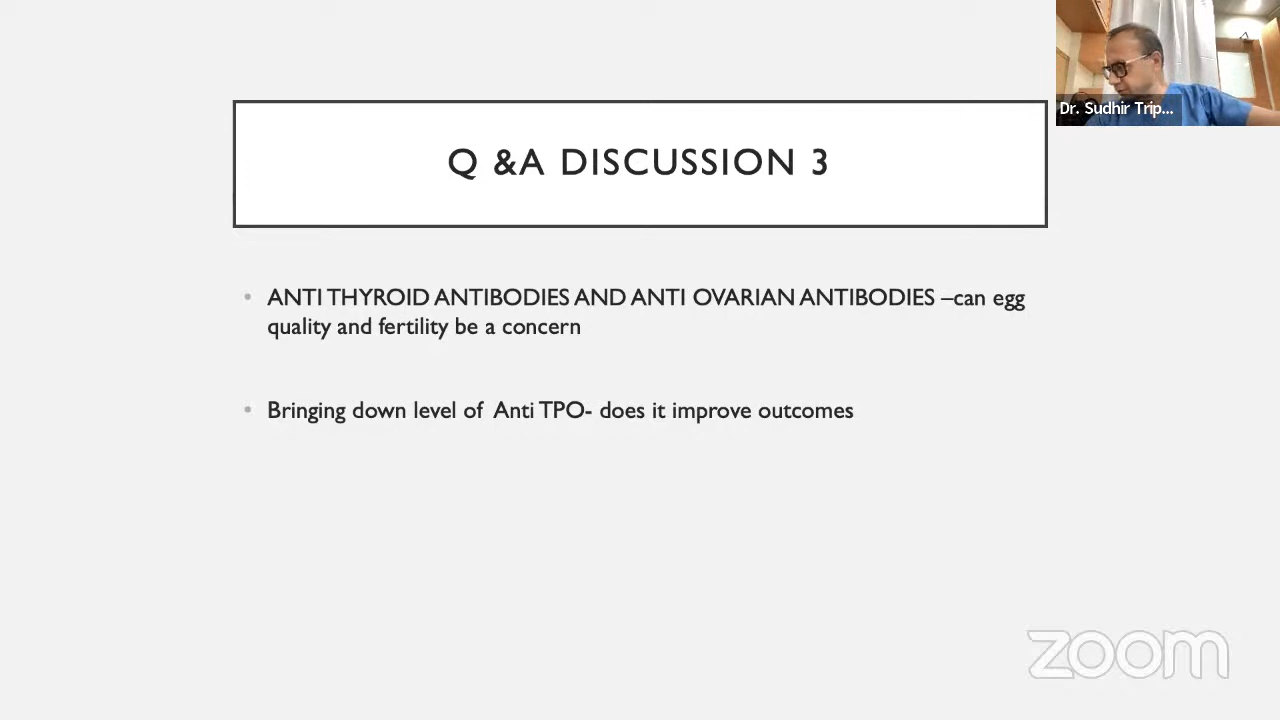 Dr. Sudhir Trip...
Q &A DISCUSSION 3
• ANTI THYROID ANTIBODIES AND ANTI OVARIAN ANTIBODIES –can egg
quality and fertility be a concern
• Bringing down level of Anti TPO- does it improve outcomes
zoom